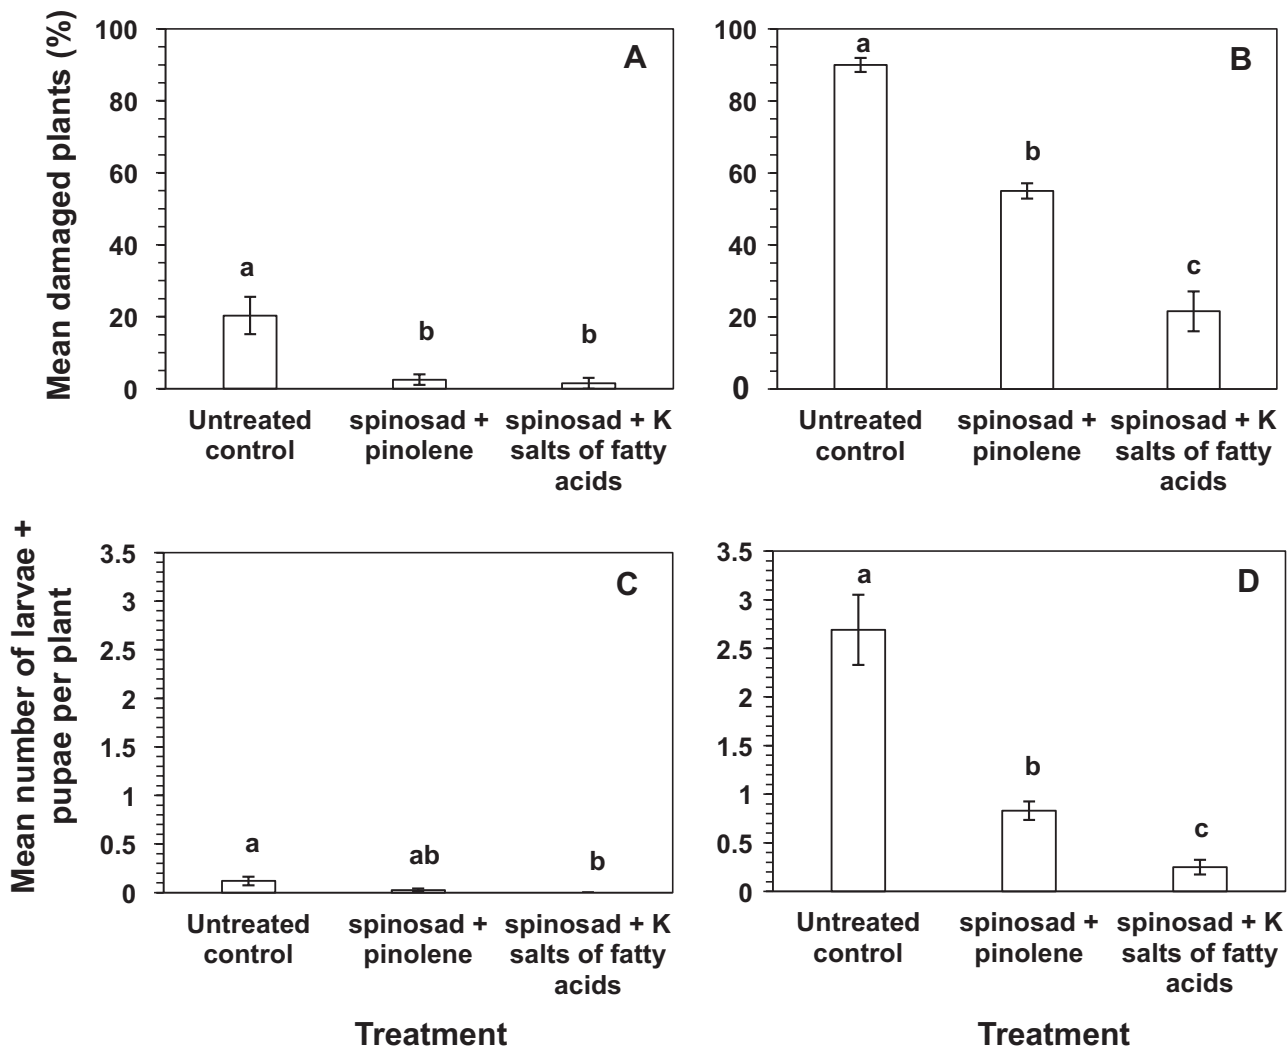 Mean damaged plants (%)
100
80
60
40
20
0
A
a
b
b
Untreated
control
spinosad +
pinolene
spinosad + K
salts of fatty
acids
100
80
60
40
20
0
B
a
b
c
Untreated
control
spinosad +
pinolene
spinosad + K
salts of fatty
acids
Mean number of larvae +
pupae per plant
3.5
3
2.5
2
1.5
1
0.5
0
C
a
ab
b
Untreated
control
spinosad +
pinolene
spinosad + K
salts of fatty
acids
Treatment
3.5
3
2.5
2
1.5
1
0.5
0
D
a
b
c
Untreated
control
spinosad +
pinolene
spinosad + K
salts of fatty
acids
Treatment